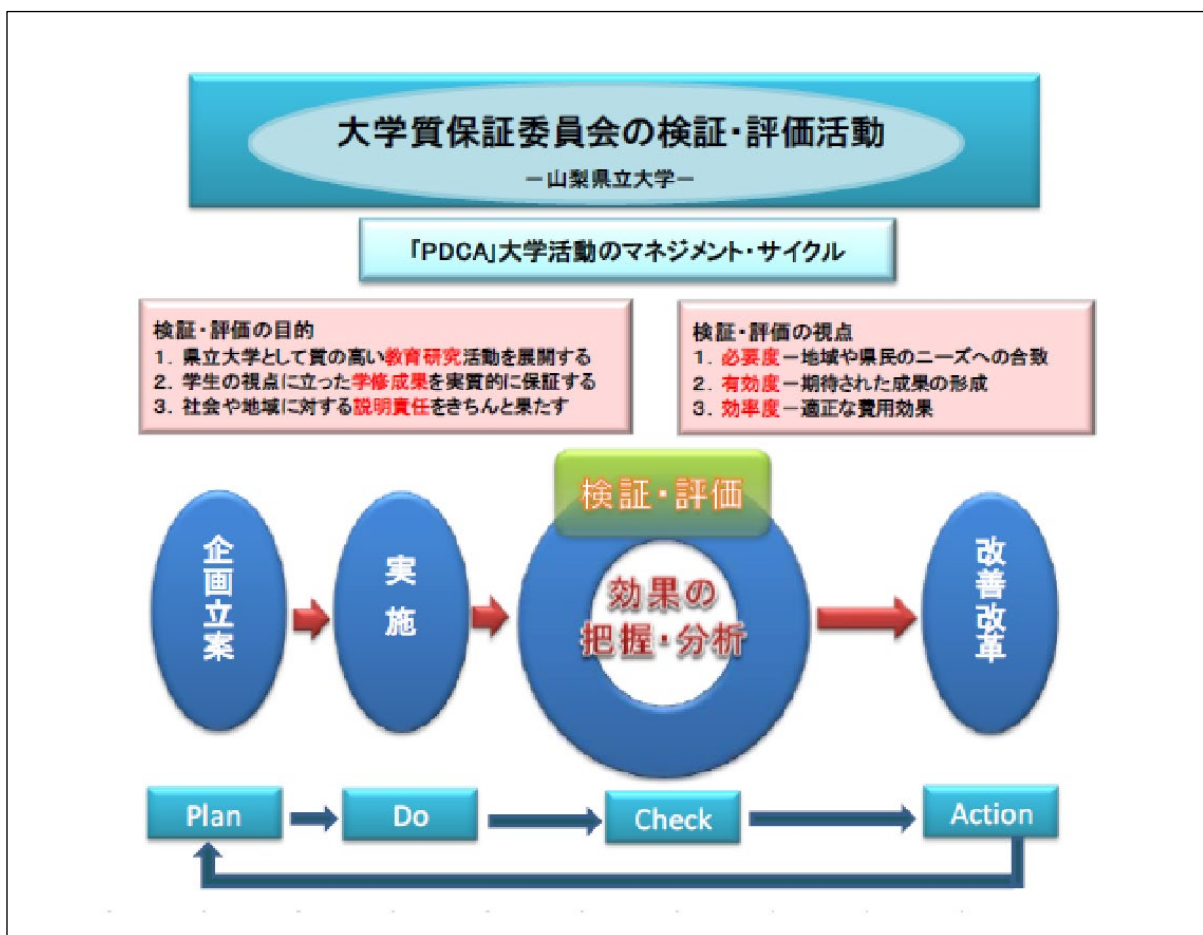 大学質保証委員会の検証・評価活動
－山梨県立大学－
「PDCA」大学活動のマネジメント・サイクル
検証・評価の目的
1. 県立大学として質の高い教育研究活動を展開する
2. 学生の視点に立った学修成果を実質的に保証する
3. 社会や地域に対する説明責任をきちんと果たす
検証・評価の視点
1. 必要度－地域や県民のニーズへの合致
2. 有効度－期待された成果の形成
3. 効率度－適正な費用効果
企画立案
実施
検証・評価
効果の
把握・分析
改善改革
Plan
Do
Check
Action